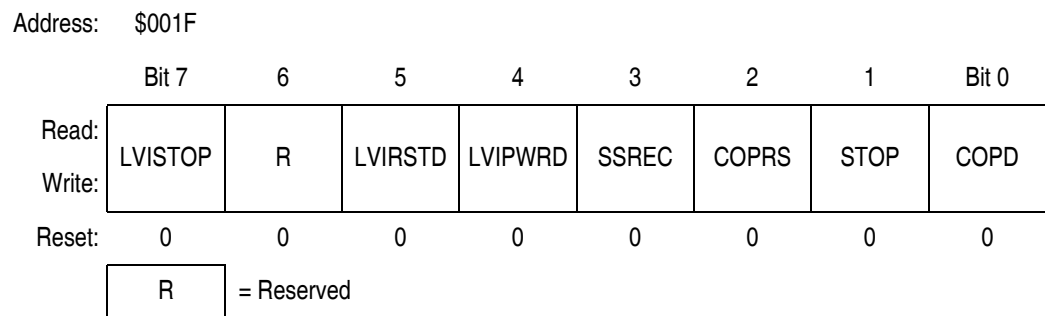 Address: $001F
Bit 7 6 5 4 3 2 1 Bit 0
Read:
LVISTOP R LVIRSTD LVIPWRD SSREC COPRS STOP COPD
Write:
Reset: 0 0 0 0 0 0 0 0
R = Reserved